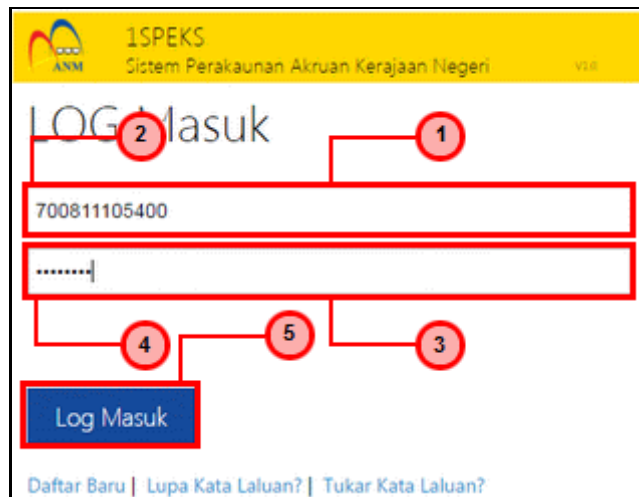 1SPEKS
ANM
Sistem Perakaunan Akruan Kerajaan Negeri V1.0
LOG Masuk
2 1
700811105400
••••••••
4 5 3
Log Masuk
Daftar Baru | Lupa Kata Laluan? | Tukar Kata Laluan?